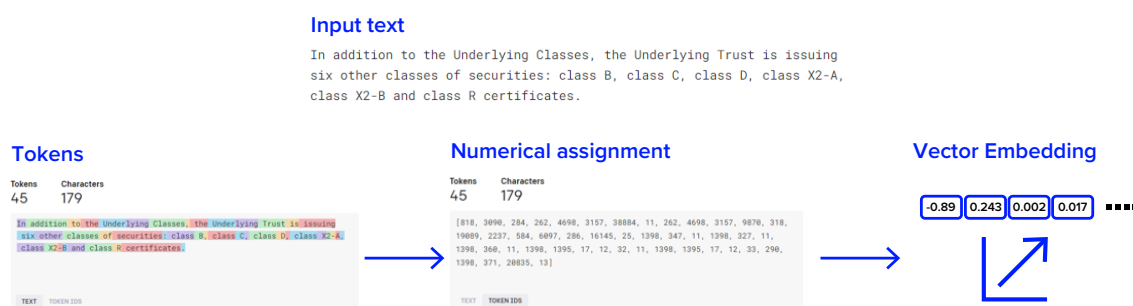 Input text
In addition to the Underlying Classes, the Underlying Trust is issuing
six other classes of securities: class B, class C, class D, class X2-A,
class X2-B and class R certificates.
Tokens
Tokens Characters
45 179
In addition to the Underlying Classes, the Underlying Trust is issuing
six other classes of securities: class B, class C, class D, class X2-A,
class X2-B and class R certificates.
TEXT TOKEN IDS
Numerical assignment
Tokens Characters
45 179
[818, 3090, 284, 262, 4698, 3157, 38884, 11, 262, 4698, 3157, 9870, 318,
19089, 2237, 584, 6097, 286, 16145, 25, 1398, 347, 11, 1398, 327, 11,
1398, 360, 11, 1398, 1395, 17, 12, 32, 11, 1398, 1395, 17, 12, 33, 290,
1398, 371, 20835, 13]
TEXT TOKEN IDS
Vector Embedding
-0.89 0.243 0.002 0.017